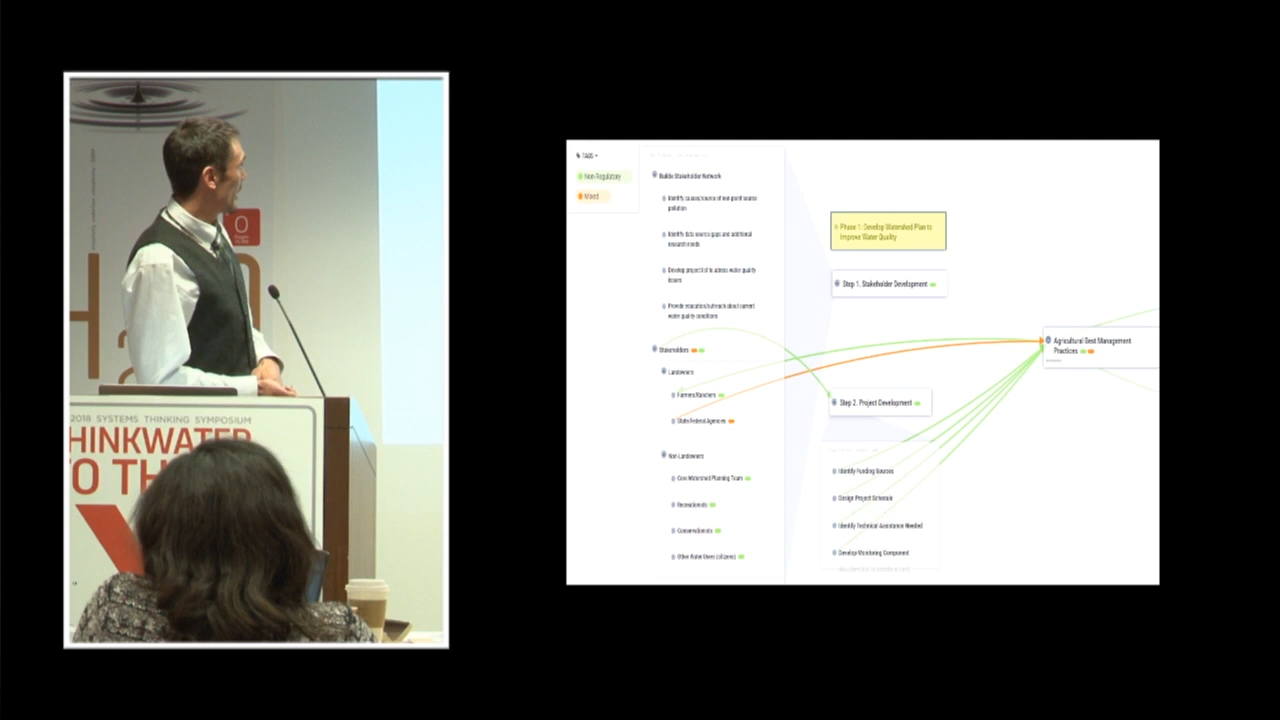 2018 SYSTEMS THINKING SYMPOSIUM
HINKWATER
TO TH
TAGS
Non-Regulatory
Mixed
Builds Stakeholder Network
Identify causes/source of non-point source
pollution
Identify data source gaps and additional
research needs
Develop project list to adress water quality
issues
Provide education/outreach about current
water quality conditions
Stakeholders
Landowners
Farmers/Ranchers
State/Federal Agencies
Non-Landowners
Core Watershed Planning Team
Recreationists
Conservationists
Other Water Users (citizens)
Phase 1: Develop Watershed Plan to
Improve Water Quality
Step 1. Stakeholder Development
Step 2. Project Development
Identify Funding Sources
Design Project Schedule
Identify Technical Assistance Needed
Develop Monitoring Component
Agricultural Best Management
Practices